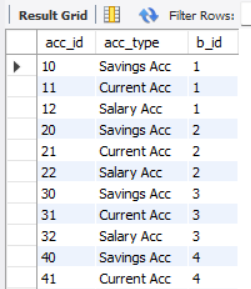 Result Grid Filter Rows:
acc_id acc_type b_id
10 Savings Acc 1
11 Current Acc 1
12 Salary Acc 1
20 Savings Acc 2
21 Current Acc 2
22 Salary Acc 2
30 Savings Acc 3
31 Current Acc 3
32 Salary Acc 3
40 Savings Acc 4
41 Current Acc 4